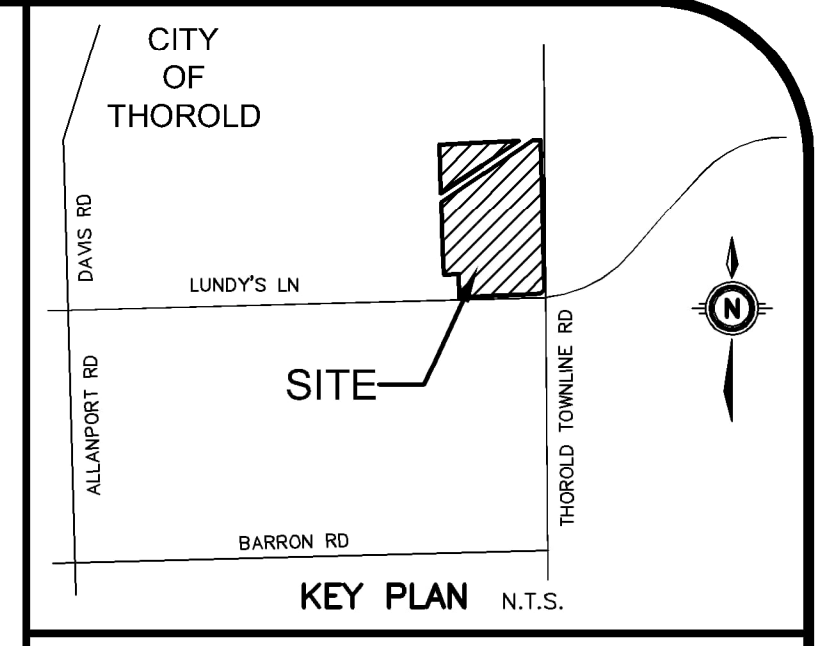 CITY
OF
THOROLD
DAVIS RD
LUNDY'S LN
N
SITE
ALLANPORT RD
THOROLD TOWNLINE RD
BARRON RD
KEY PLAN N.T.S.